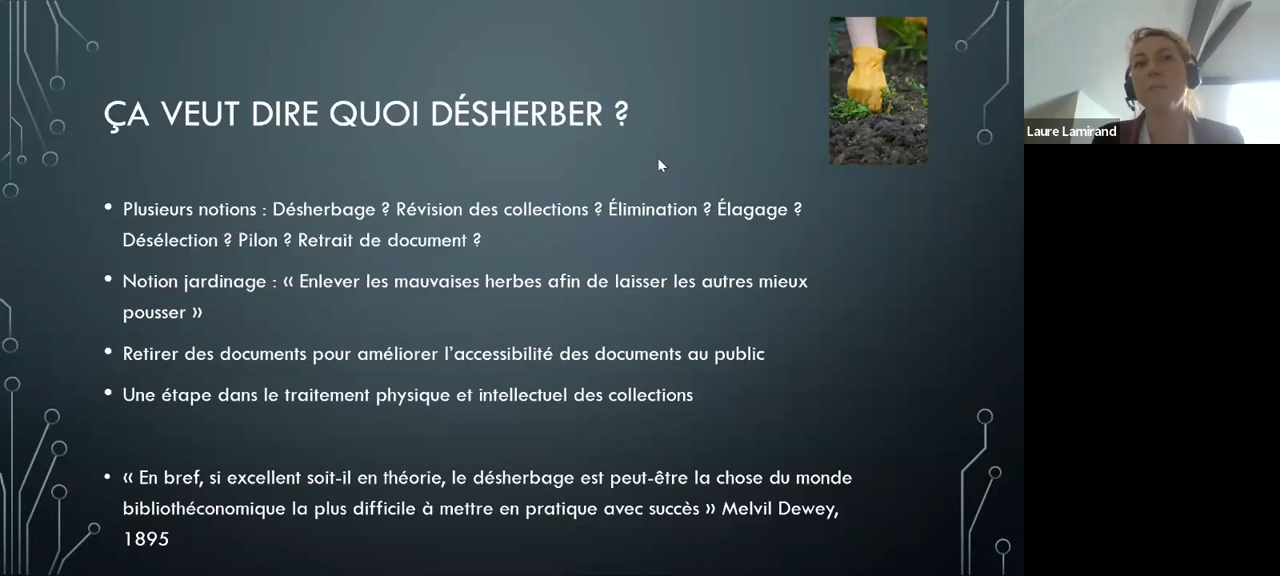 ÇA VEUT DIRE QUOI DÉSHERBER ?
Laure Lamirand
• Plusieurs notions : Désherbage ? Révision des collections ? Élimination ? Élagage ?
Désélection ? Pilon ? Retrait de document ?
• Notion jardinage : « Enlever les mauvaises herbes afin de laisser les autres mieux
pousser »
• Retirer des documents pour améliorer l'accessibilité des documents au public
• Une étape dans le traitement physique et intellectuel des collections
• « En bref, si excellent soit-il en théorie, le désherbage est peut-être la chose du monde
bibliothéconomique la plus difficile à mettre en pratique avec succès » Melvil Dewey,
1895